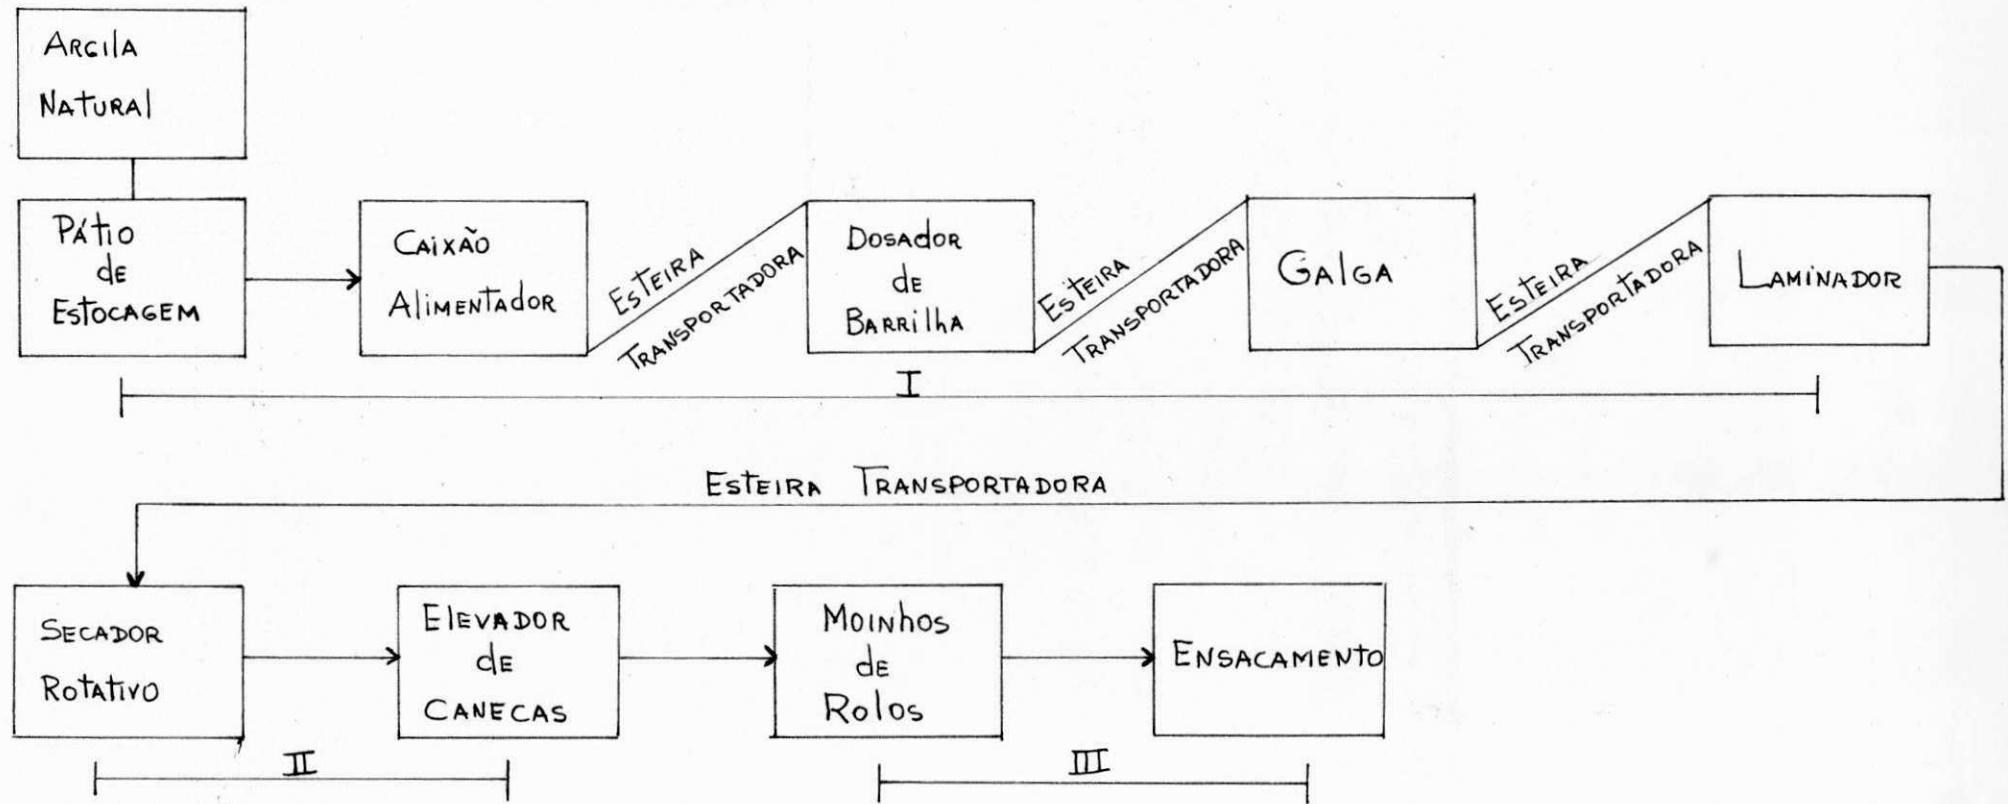 Argila
Natural
Pátio
de
Estocagem
Caixão
Alimentador
Esteira
Transportadora
Dosador
de
Barrilha
Esteira
Transportadora
Galga
Esteira
Transportadora
Laminador
I
Esteira Transportadora
Secador
Rotativo
Elevador
de
Canecas
Moinhos
de
Rolos
Ensacamento
II
III